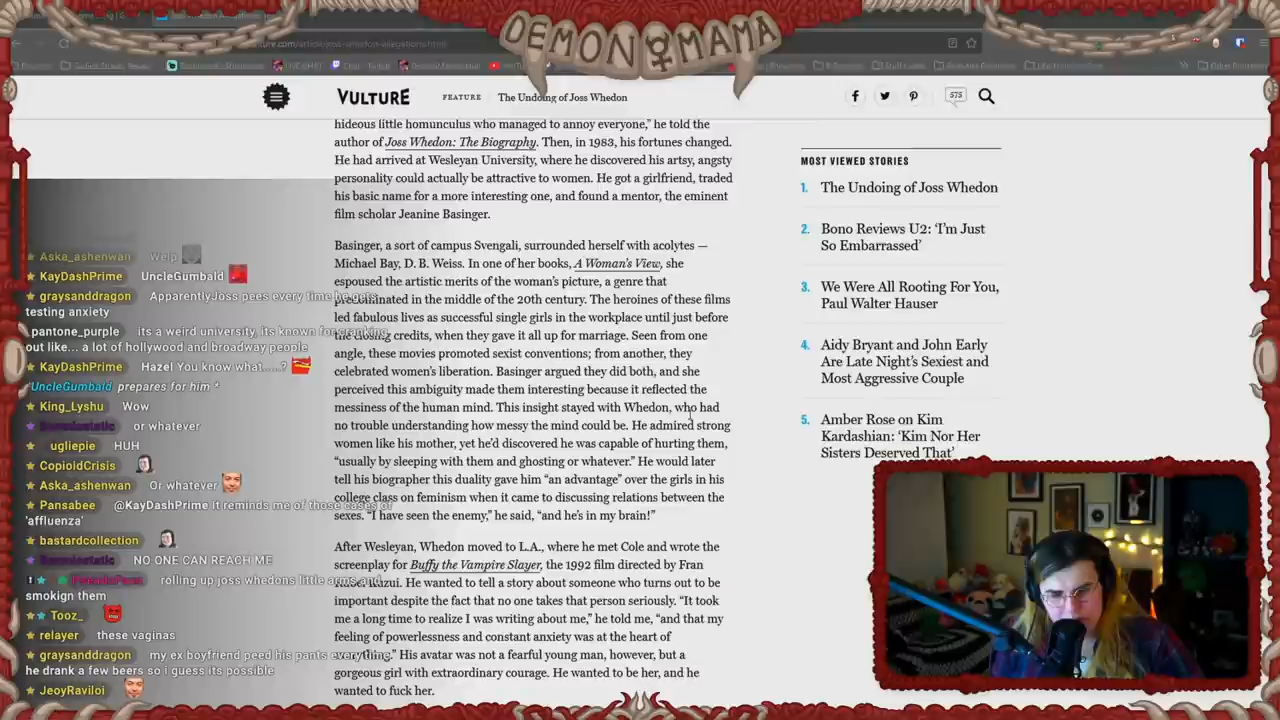 DEMON MAMA
VULTURE
FEATURE
The Undoing of Joss Whedon
575
hideous little homunculus who managed to annoy everyone,” he told the
author of Joss Whedon: The Biography. Then, in 1983, his fortunes changed.
He had arrived at Wesleyan University, where he discovered his artsy, angsty
personality could actually be attractive to women. He got a girlfriend, traded
his basic name for a more interesting one, and found a mentor, the eminent
film scholar Jeanine Basinger.
Basinger, a sort of campus Svengali, surrounded herself with acolytes —
Michael Bay, D. B. Weiss. In one of her books, A Woman’s View, she
espoused the artistic merits of the woman’s picture, a genre that
in the middle of the 20th century. The heroines of these films
led fabulous lives as successful single girls in the workplace until just before
the closing credits, when they gave it all up for marriage. Seen from one
angle, these movies promoted sexist conventions; from another, they
celebrated women’s liberation. Basinger argued they did both, and she
perceived this ambiguity made them interesting because it reflected the
messiness of the human mind. This insight stayed with Whedon, who had
no trouble understanding how messy the mind could be. He admired strong
women like his mother, yet he’d discovered he was capable of hurting them,
“usually by sleeping with them and ghosting or whatever.” He would later
tell his biographer this duality gave him “an advantage” over the girls in his
college class on feminism when it came to discussing relations between the
sexes. “I have seen the enemy,” he said, “and he’s in my brain!”
After Wesleyan, Whedon moved to L.A., where he met Cole and wrote the
screenplay for Buffy the Vampire Slayer, the 1992 film directed by Fran
He wanted to tell a story about someone who turns out to be
important despite the fact that no one takes that person seriously. “It took
me a long time to realize I was writing about me,” he told me, “and that my
feeling of powerlessness and constant anxiety was at the heart of
everything.” His avatar was not a fearful young man, however, but a
gorgeous girl with extraordinary courage. He wanted to be her, and he
wanted to fuck her.
MOST VIEWED STORIES
1. The Undoing of Joss Whedon
2. Bono Reviews U2: ‘I’m Just
So Embarrassed’
3. We Were All Rooting For You,
Paul Walter Hauser
4. Aidy Bryant and John Early
Are Late Night’s Sexiest and
Most Aggressive Couple
5. Amber Rose on Kim
Kardashian: ‘Kim Nor Her
Sisters Deserved That’
Aska_ashenwan Welp
KayDashPrime UncleGumbald
graysanddragon ApparentlyJoss pees every time he gets
testing anxiety
pantone_purple its a weird university, its known for cranking
out like... a lot of hollywood and broadway people
KayDashPrime Hazel You know what....?
*UncleGumbald prepares for him *
King_Lyshu Wow
or whatever
ugliepie HUH
CopioidCrisis
Aska_ashenwan Or whatever
Pansabee @KayDashPrime it reminds me of those cases of
'affluenza'
bastardcollection
NO ONE CAN REACH ME
rolling up joss whedons little arms and
smokign them
Tooz_
relayer these vaginas
graysanddragon my ex boyfriend peed his pants every time
he drank a few beers so i guess its possible
JeoyRaviloi